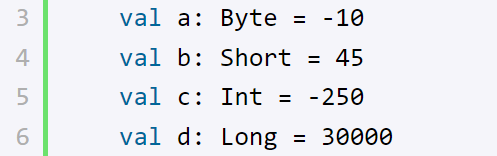 3 val a: Byte = -10
4 val b: Short = 45
5 val c: Int = -250
6 val d: Long = 30000